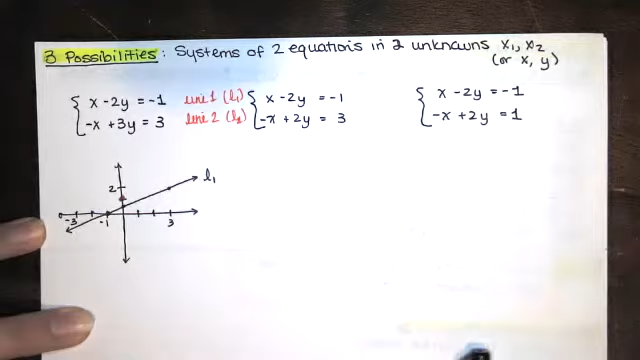 3 Possibilities: Systems of 2 equations in 2 unknowns x₁, x₂
(or x, y)
x - 2y = -1 line 1 (l₁)
-x + 3y = 3 line 2 (l₂)
x - 2y = -1
-x + 2y = 3
x - 2y = -1
-x + 2y = 1
l₁
2
-3 -1 3